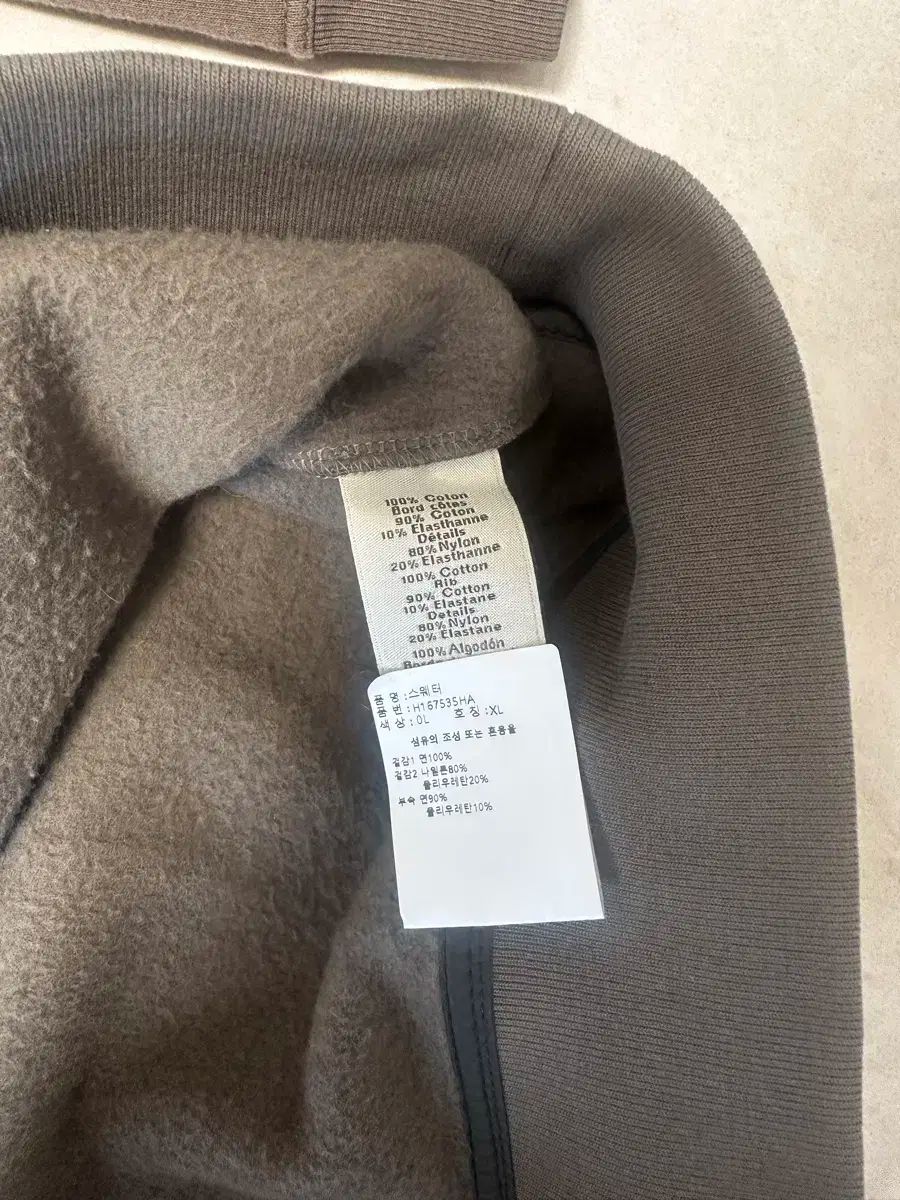 100% Coton
Bord côtes
90% Coton
10% Elasthanne
Détails
80% Nylon
20% Elasthanne
100% Cotton
Rib
90% Cotton
10% Elastane
Details
80% Nylon
20% Elastane
100% Algodón
품 명 :스웨터
품 번 :H167535HA
색 상 :0L 호 칭 :XL
섬유의 조성 또는 혼용율
겉감1 면100%
겉감2 나일론80%
폴리우레탄20%
부속 면90%
폴리우레탄10%